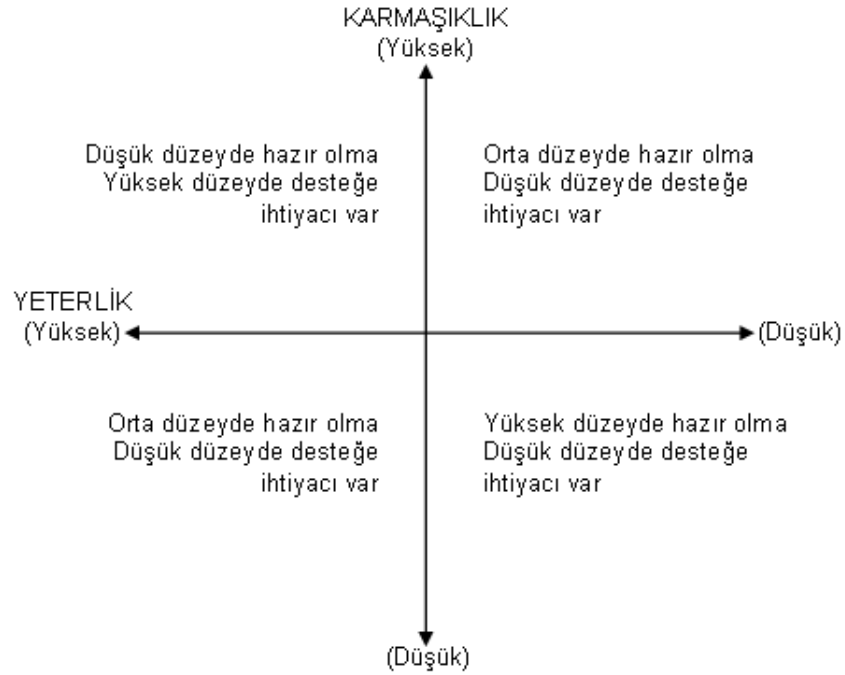 KARMAŞIKLIK
(Yüksek)
Düşük düzeyde hazır olma
Yüksek düzeyde desteğe
ihtiyacı var
Orta düzeyde hazır olma
Düşük düzeyde desteğe
ihtiyacı var
YETERLİK
(Yüksek)
(Düşük)
Orta düzeyde hazır olma
Düşük düzeyde desteğe
ihtiyacı var
Yüksek düzeyde hazır olma
Düşük düzeyde desteğe
ihtiyacı var
(Düşük)